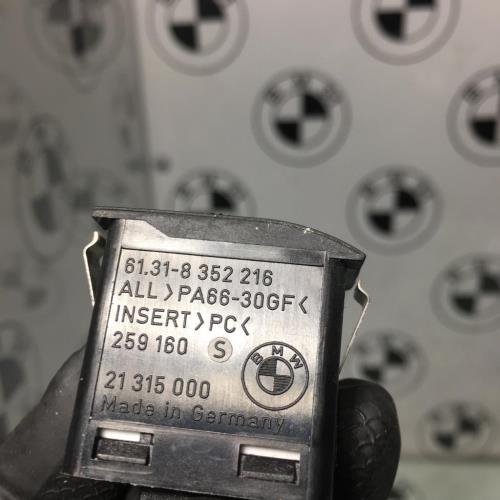 61.31-8 352 216
ALL >PA66-30GF<
INSERT >PC<
259 160 S
BMW
21 315 000
Made in Germany